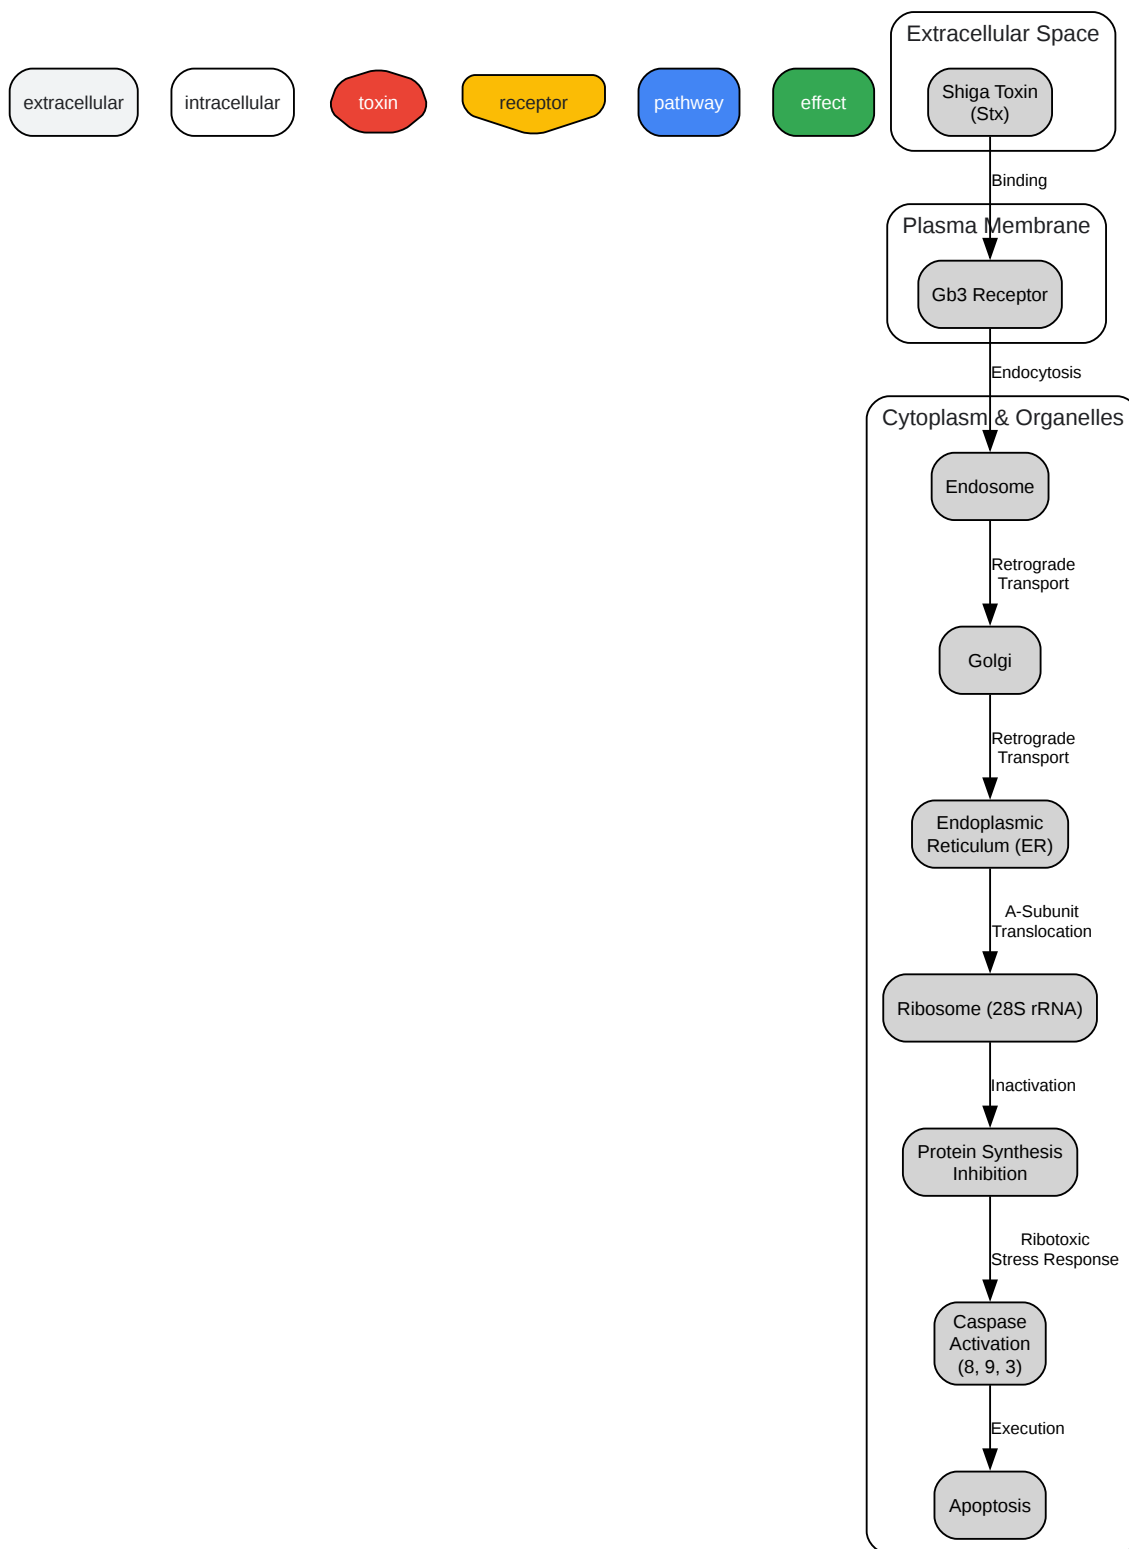 Extracellular Space
extracellular
intracellular
toxin
receptor
pathway
effect
Shiga Toxin
(Stx)
Binding
Plasma Membrane
Gb3 Receptor
Endocytosis
Cytoplasm & Organelles
Endosome
Retrograde
Transport
Golgi
Retrograde
Transport
Endoplasmic
Reticulum (ER)
A-Subunit
Translocation
Ribosome (28S rRNA)
Inactivation
Protein Synthesis
Inhibition
Ribotoxic
Stress Response
Caspase
Activation
(8, 9, 3)
Execution
Apoptosis